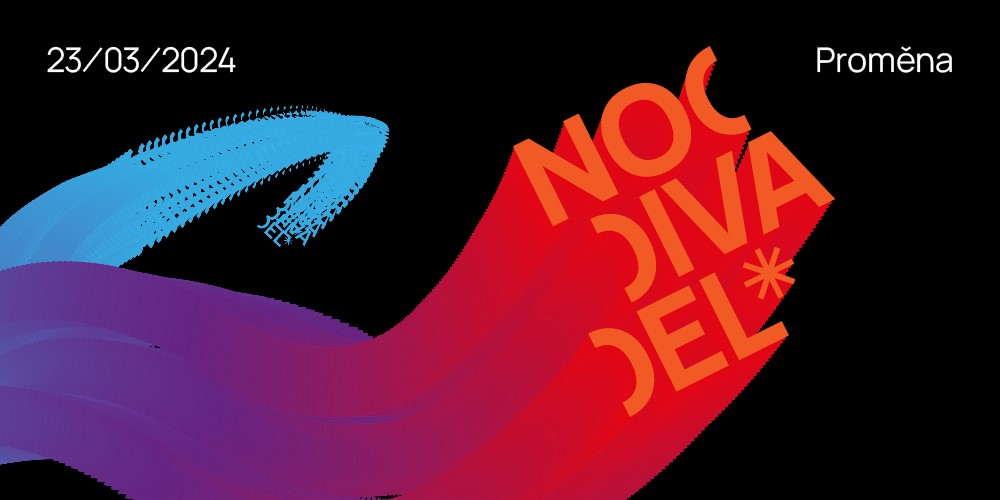 23/03/2024
Proměna
NOC
DIVA
DEL*